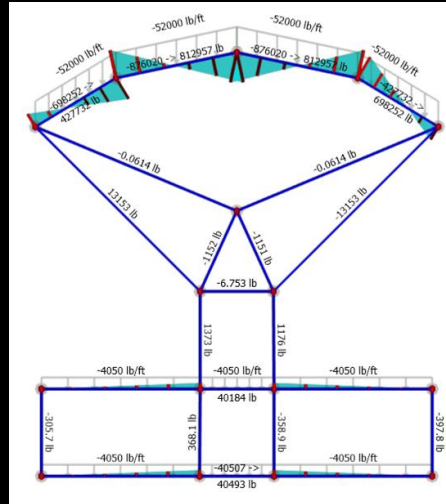 -52000 lb/ft
-52000 lb/ft
-52000 lb/ft
-52000 lb/ft
-876020 -> 812957 lb
-876020 -> 812957 lb
-698252 ->
427732 lb
-427732 ->
698252 lb
-0.0614 lb
-0.0614 lb
13153 lb
-13153 lb
-1152 lb
-1151 lb
-6.753 lb
1373 lb
1176 lb
-4050 lb/ft
-4050 lb/ft
-4050 lb/ft
40184 lb
-305.7 lb
368.1 lb
-358.9 lb
-397.8 lb
-4050 lb/ft
-40507 ->
-4050 lb/ft
40493 lb